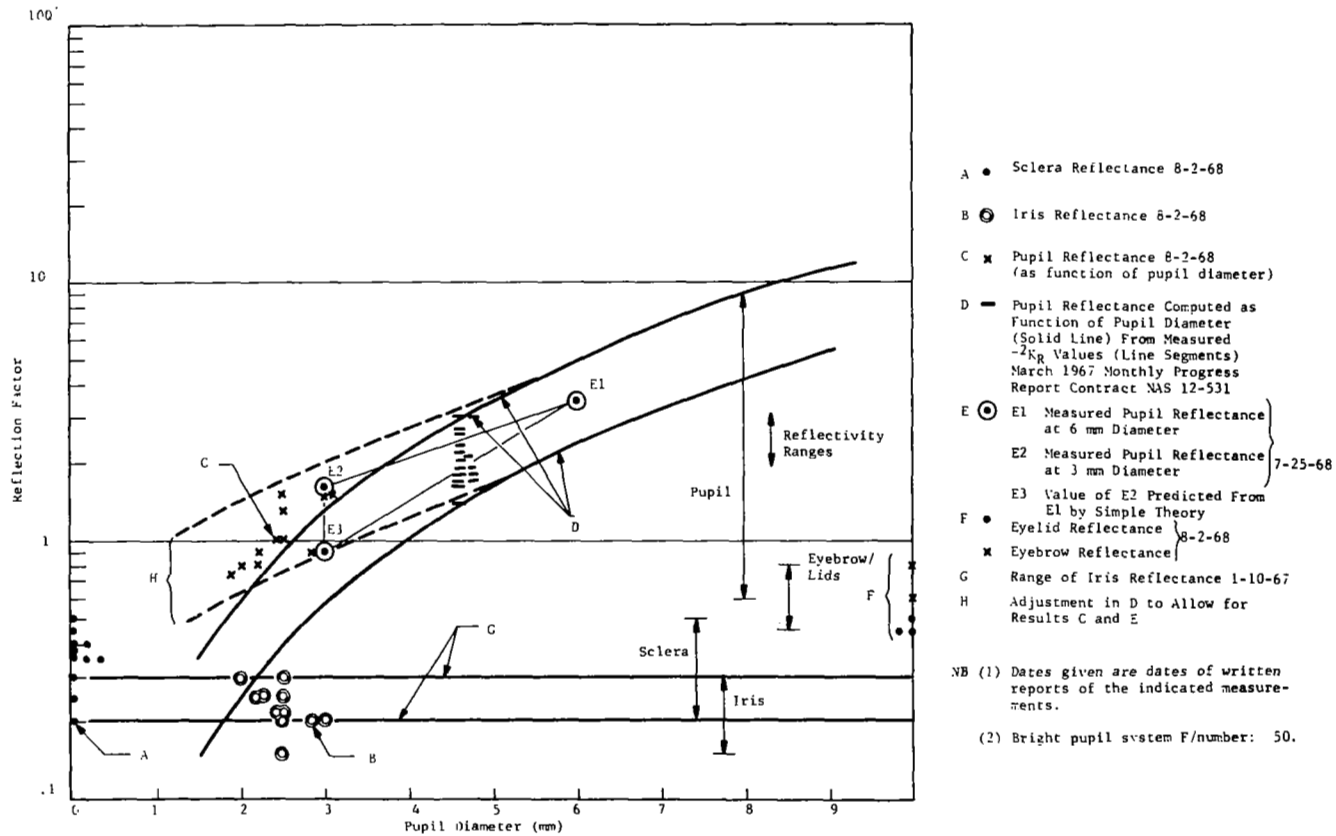 100
10
1
.1
Reflection Factor
0 1 2 3 4 5 6 7 8 9
Pupil Diameter (mm)
C
E2
E3
E1
D
H
G
A
B
F
Pupil
Reflectivity
Ranges
Eyebrow/
Lids
Sclera
Iris
A Sclera Reflectance 8-2-68
B Iris Reflectance 8-2-68
C Pupil Reflectance 8-2-68
(as function of pupil diameter)
D Pupil Reflectance Computed as
Function of Pupil Diameter
(Solid Line) From Measured
-2KR Values (Line Segments)
March 1967 Monthly Progress
Report Contract NAS 12-531
E E1 Measured Pupil Reflectance
at 6 mm Diameter
E2 Measured Pupil Reflectance
at 3 mm Diameter
7-25-68
E3 Value of E2 Predicted From
E1 by Simple Theory
F Eyelid Reflectance
Eyebrow Reflectance
8-2-68
G Range of Iris Reflectance 1-10-67
H Adjustment in D to Allow for
Results C and E
NB (1) Dates given are dates of written
reports of the indicated measure-
ments.
(2) Bright pupil system F/number: 50.